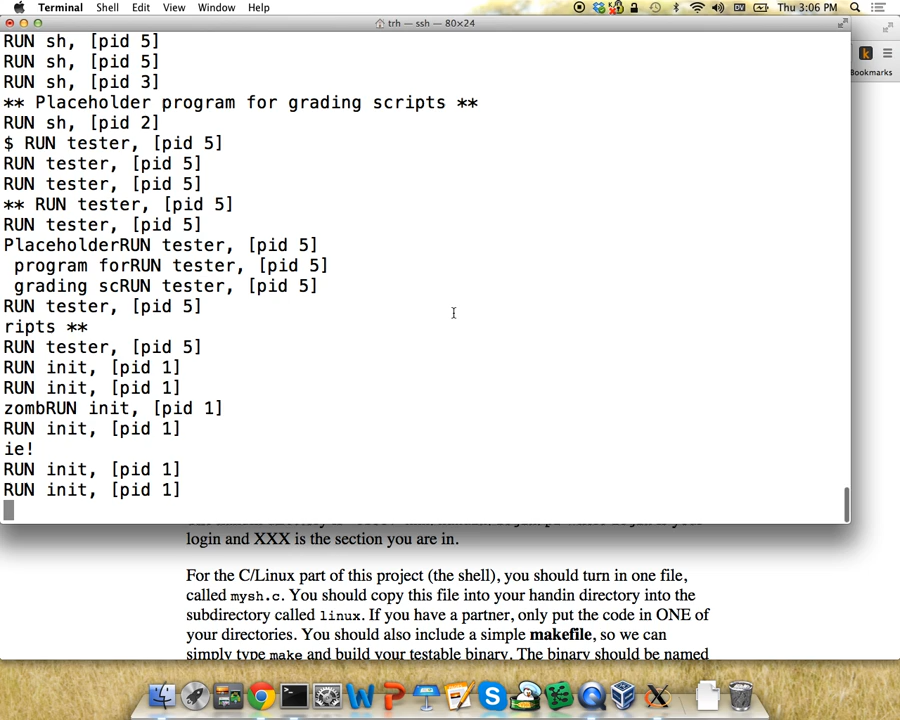 Terminal Shell Edit View Window Help
Thu 3:06 PM
trh — ssh — 80×24
RUN sh, [pid 5]
RUN sh, [pid 5]
RUN sh, [pid 3]
** Placeholder program for grading scripts **
RUN sh, [pid 2]
$ RUN tester, [pid 5]
RUN tester, [pid 5]
RUN tester, [pid 5]
** RUN tester, [pid 5]
RUN tester, [pid 5]
PlaceholderRUN tester, [pid 5]
program forRUN tester, [pid 5]
grading scRUN tester, [pid 5]
RUN tester, [pid 5]
ripts **
RUN tester, [pid 5]
RUN init, [pid 1]
RUN init, [pid 1]
zombRUN init, [pid 1]
RUN init, [pid 1]
ie!
RUN init, [pid 1]
RUN init, [pid 1]
Bookmarks
login and XXX is the section you are in.
For the C/Linux part of this project (the shell), you should turn in one file,
called mysh.c. You should copy this file into your handin directory into the
subdirectory called linux. If you have a partner, only put the code in ONE of
your directories. You should also include a simple makefile, so we can
simply type make and build your testable binary. The binary should be named